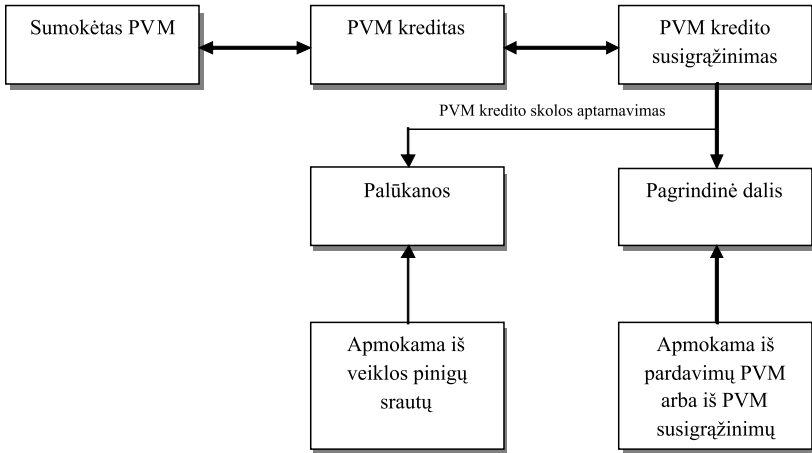 Sumokėtas PVM
PVM kreditas
PVM kredito
susigrąžinimas
PVM kredito skolos aptarnavimas
Palūkanos
Pagrindinė dalis
Apmokama iš
veiklos pinigų
srautų
Apmokama iš
pardavimų PVM
arba iš PVM
susigrąžinimų